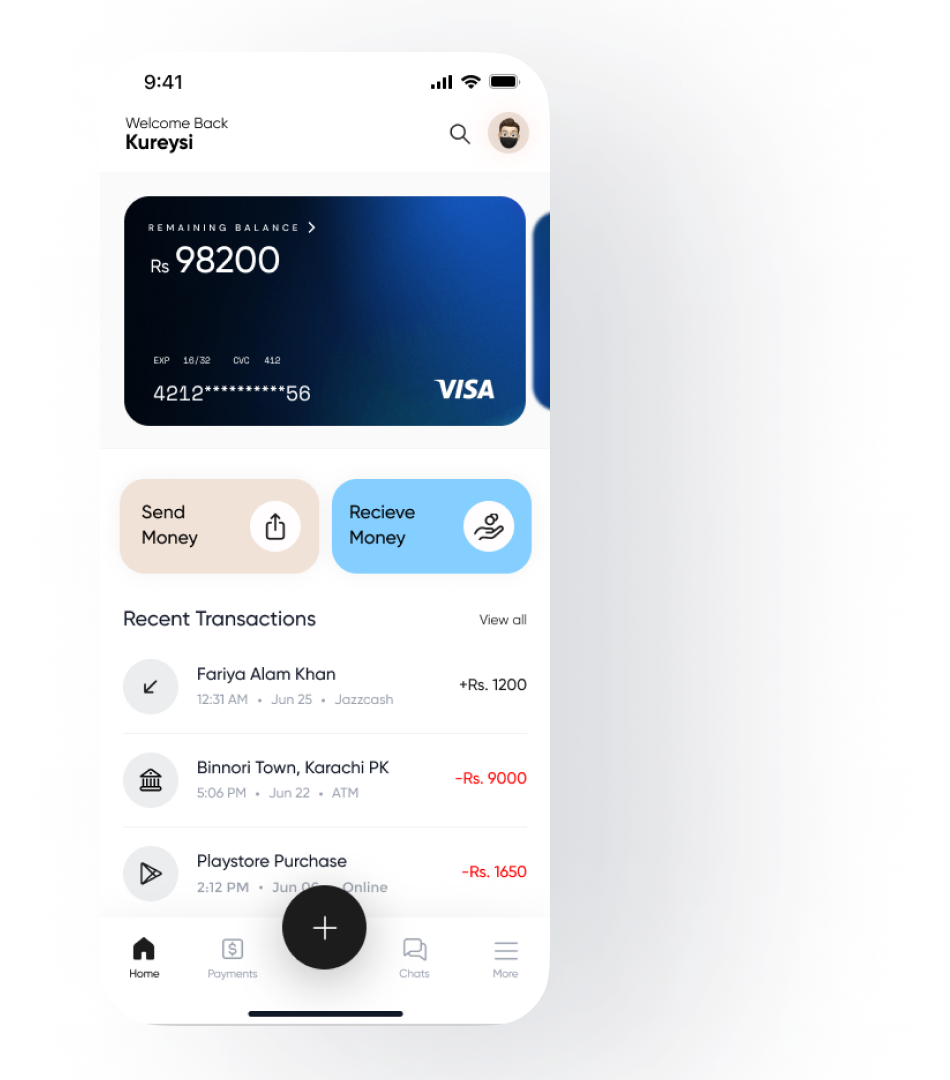 9:41
Welcome Back
Kureysi
REMAINING BALANCE
Rs 98200
EXP 16/32 CVC 412
4212**********56
VISA
Send
Money
Recieve
Money
Recent Transactions
View all
Fariya Alam Khan
+Rs. 1200
12:31 AM • Jun 25 • Jazzcash
Binnori Town, Karachi PK
-Rs. 9000
5:06 PM • Jun 22 • ATM
Playstore Purchase
-Rs. 1650
2:12 PM • Jun • Online
Home
Payments
Chats
More